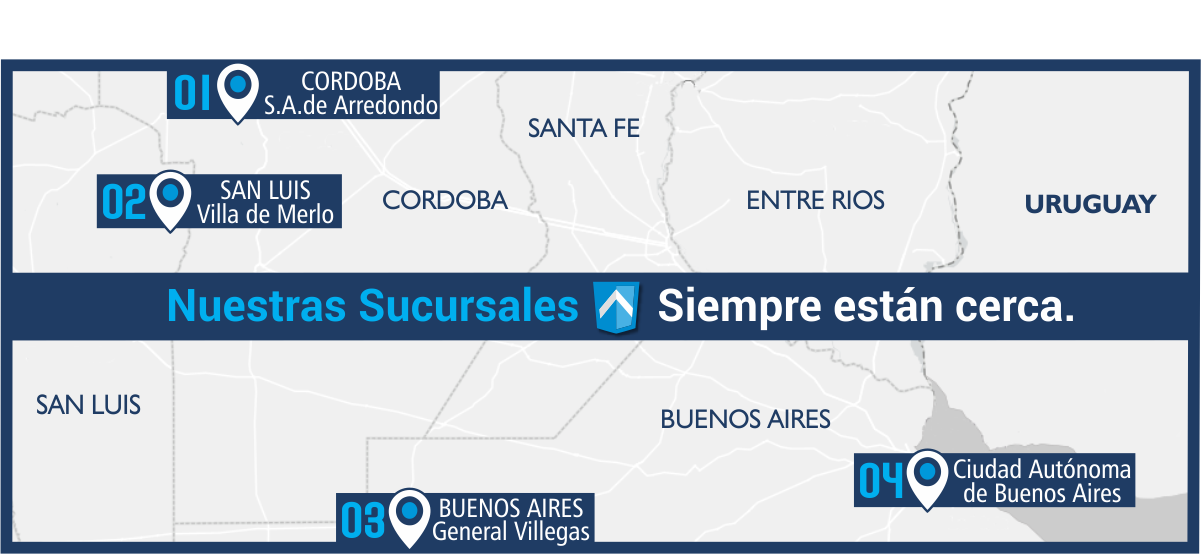 01
CORDOBA
S.A.de Arredondo
SANTA FE
02
SAN LUIS
Villa de Merlo
CORDOBA
ENTRE RIOS
URUGUAY
Nuestras Sucursales Siempre están cerca.
SAN LUIS
BUENOS AIRES
04
Ciudad Autónoma
de Buenos Aires
03
BUENOS AIRES
General Villegas